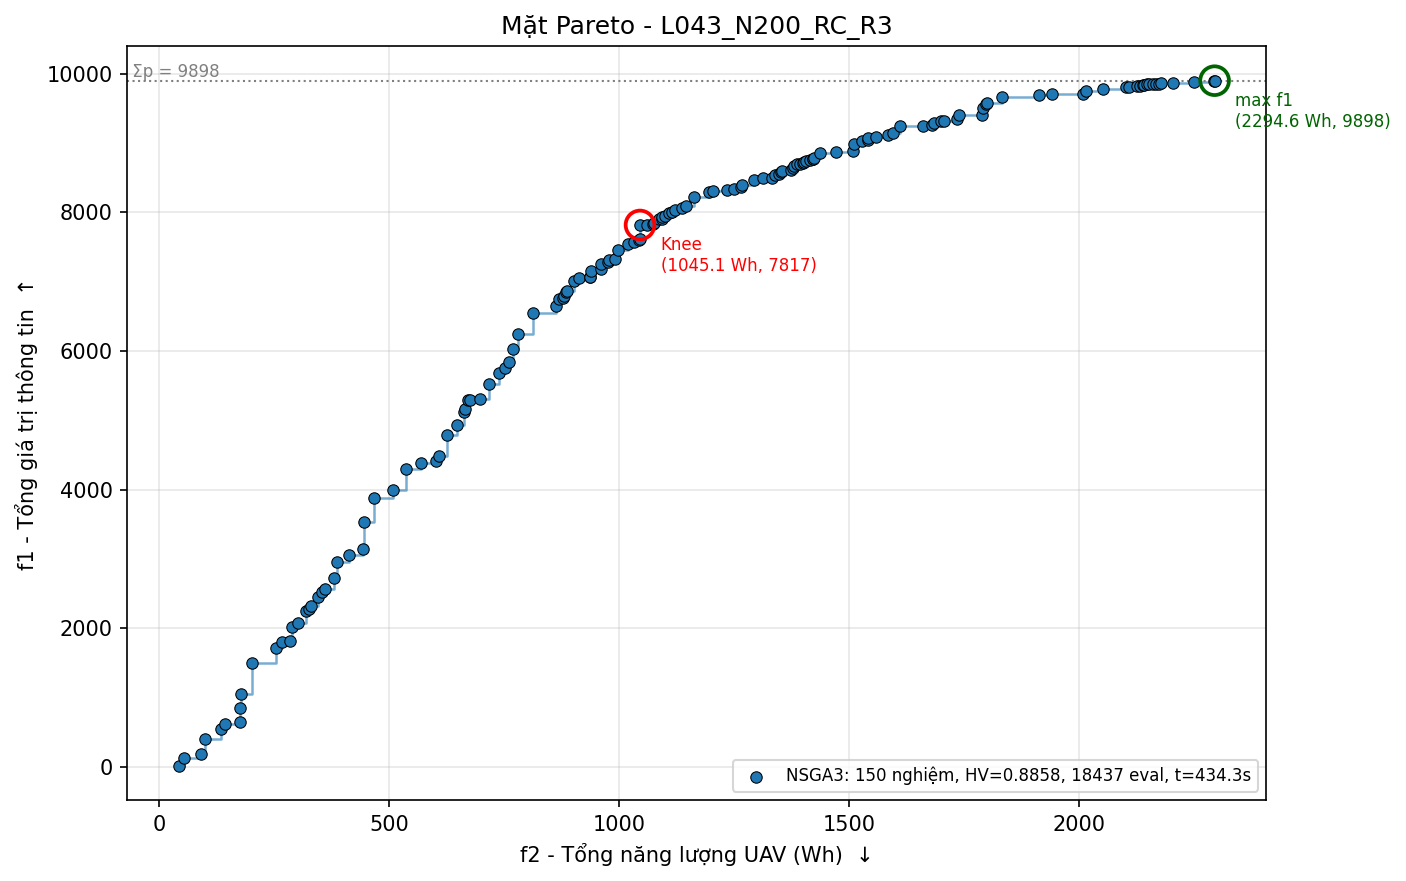 Mặt Pareto - L043_N200_RC_R3
Σp = 9898
max f1
(2294.6 Wh, 9898)
Knee
(1045.1 Wh, 7817)
10000
8000
6000
4000
2000
0
f1 - Tổng giá trị thông tin ↑
NSGA3: 150 nghiệm, HV=0.8858, 18437 eval, t=434.3s
0 500 1000 1500 2000
f2 - Tổng năng lượng UAV (Wh) ↓